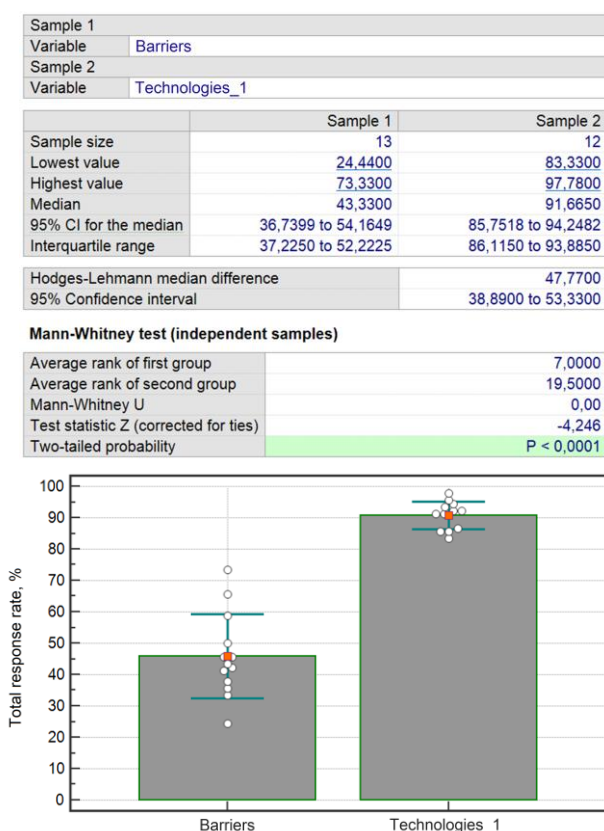 Sample 1
Variable Barriers
Sample 2
Variable Technologies_1
Sample 1 Sample 2
Sample size 13 12
Lowest value 24,4400 83,3300
Highest value 73,3300 97,7800
Median 43,3300 91,6650
95% CI for the median 36,7399 to 54,1649 85,7518 to 94,2482
Interquartile range 37,2250 to 52,2225 86,1150 to 93,8850
Hodges-Lehmann median difference 47,7700
95% Confidence interval 38,8900 to 53,3300
Mann-Whitney test (independent samples)
Average rank of first group 7,0000
Average rank of second group 19,5000
Mann-Whitney U 0,00
Test statistic Z (corrected for ties) -4,246
Two-tailed probability P < 0,0001
Total response rate, %
100
90
80
70
60
50
40
30
20
10
0
Barriers Technologies_1